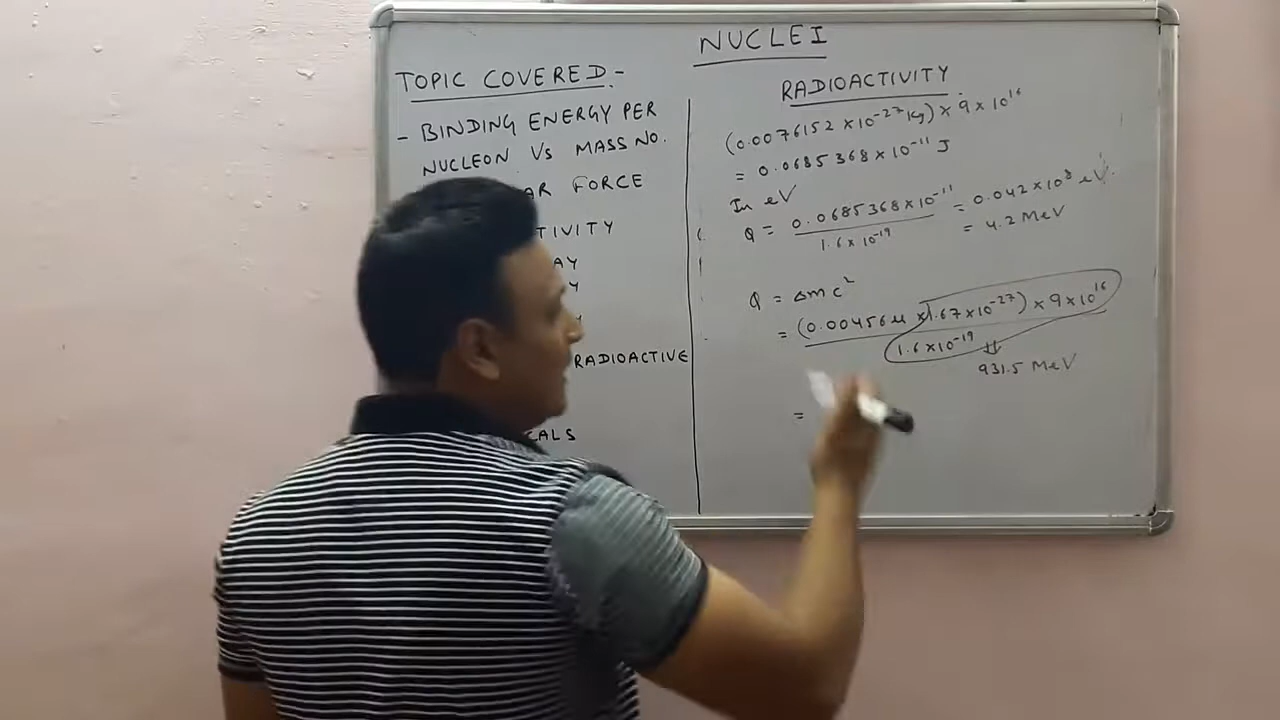 NUCLEI
TOPIC COVERED -
- BINDING ENERGY PER
NUCLEON Vs MASS NO.
AR FORCE
TIVITY
AY
Y
Y
RADIOACTIVE
CALS
RADIOACTIVITY
(0.0076152 × 10⁻²⁷ Kg) × 9 × 10¹⁶
= 0.0685368 × 10⁻¹¹ J
In eV
Q = 0.0685368 × 10⁻¹¹ / 1.6 × 10⁻¹⁹ = 0.042 × 10⁸ eV.
= 4.2 MeV
Q = Δmc²
= (0.00456u × 1.67 × 10⁻²⁷) × 9 × 10¹⁶
1.6 × 10⁻¹⁹
931.5 MeV
=